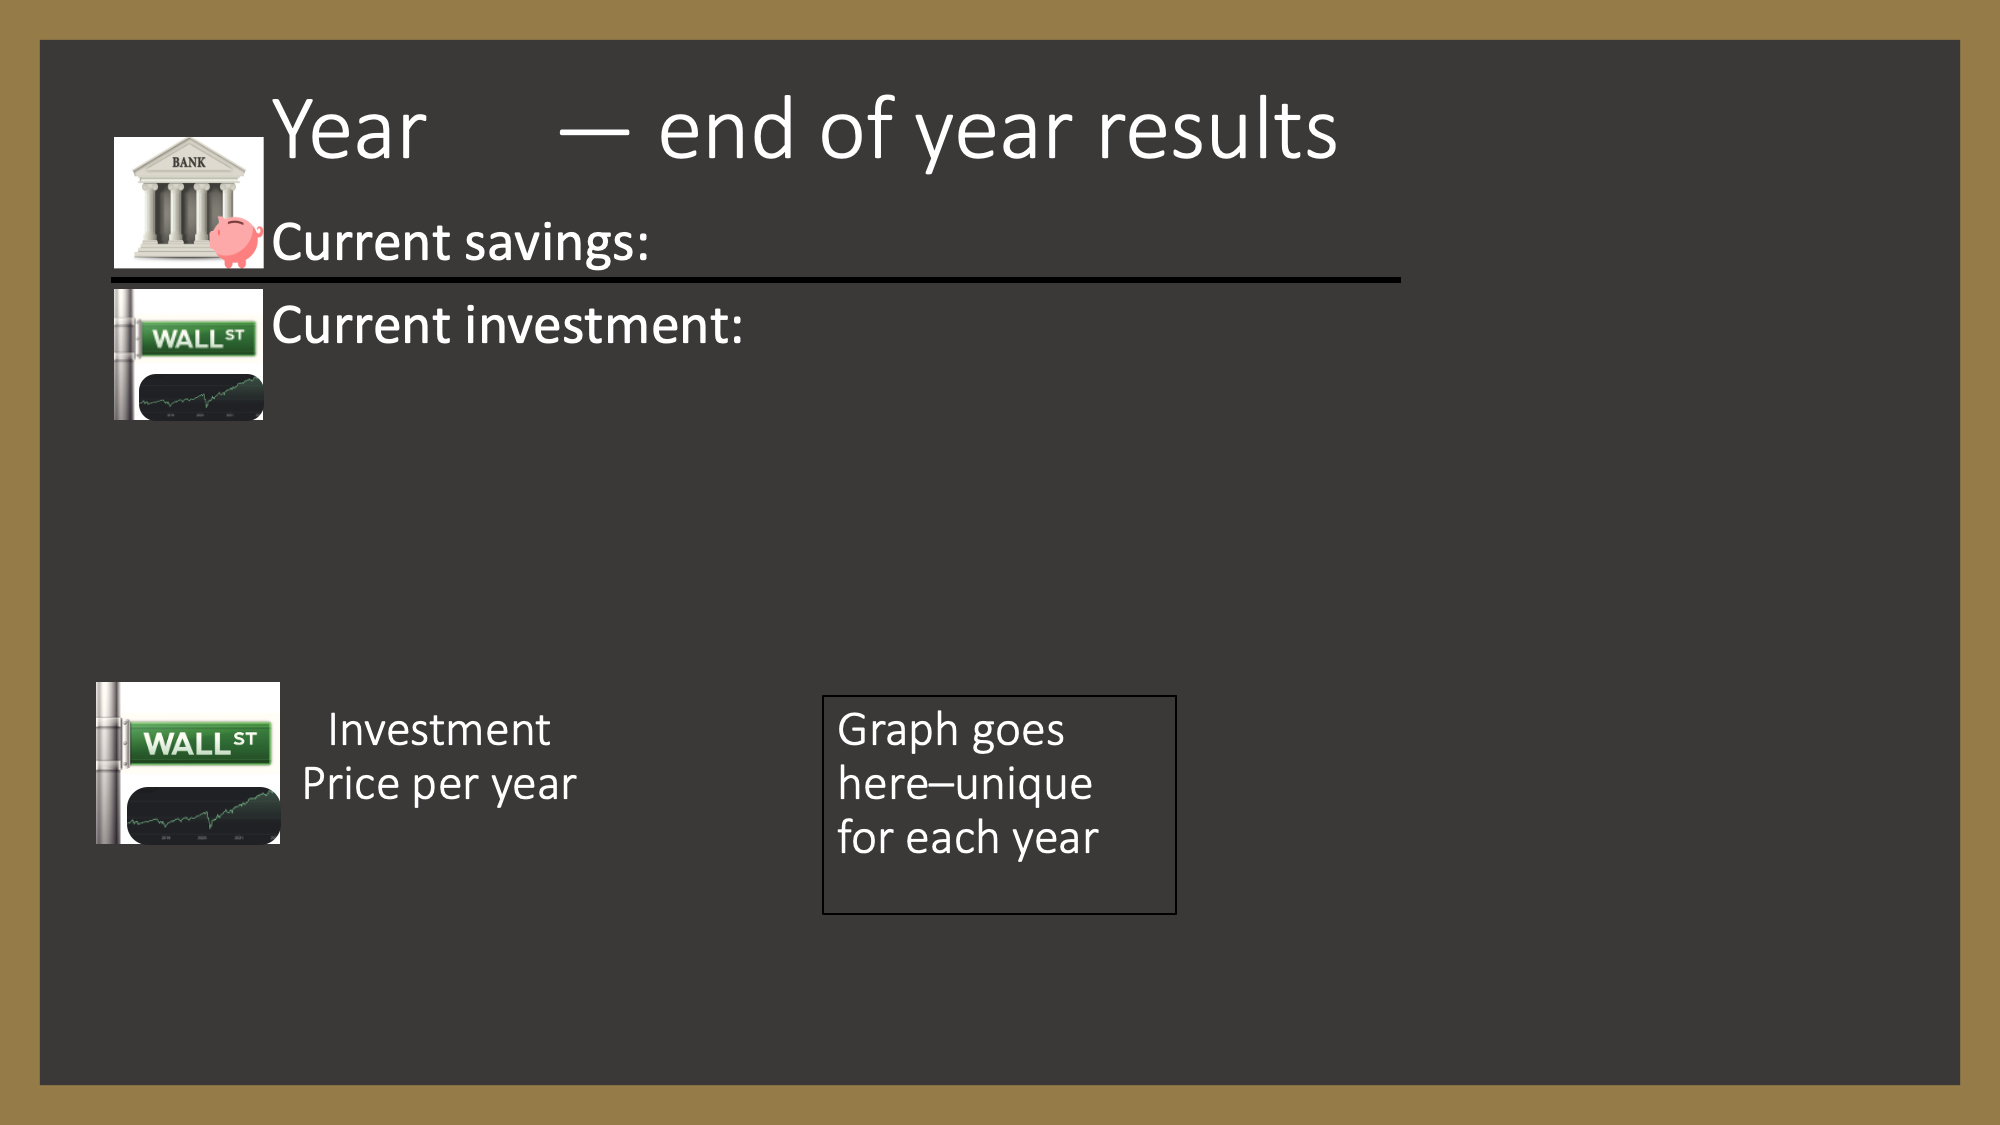 Year — end of year results
BANK
Current savings:
Current investment:
WALL ST
WALL ST
Investment
Price per year
Graph goes
here–unique
for each year